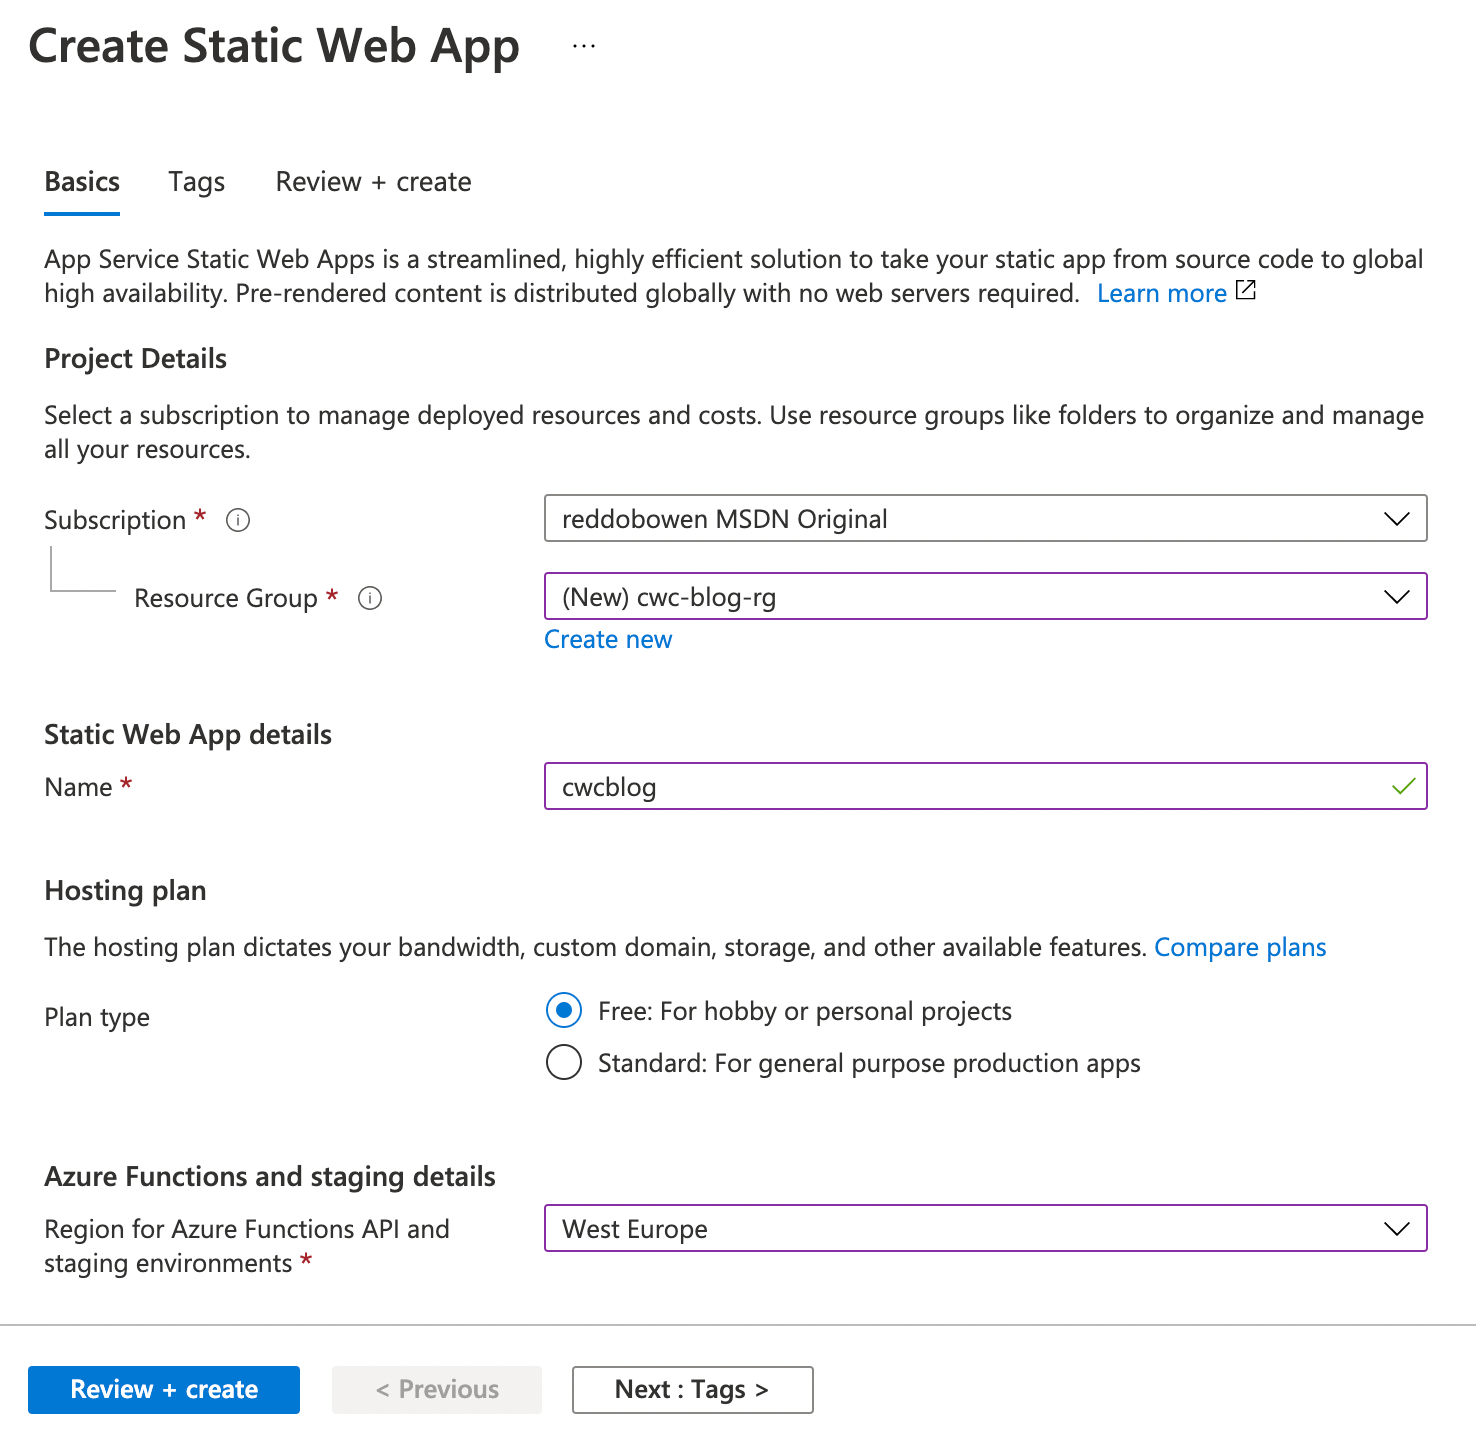 Create Static Web App ...
Basics Tags Review + create
App Service Static Web Apps is a streamlined, highly efficient solution to take your static app from source code to global
high availability. Pre-rendered content is distributed globally with no web servers required. Learn more
Project Details
Select a subscription to manage deployed resources and costs. Use resource groups like folders to organize and manage
all your resources.
Subscription * reddobowen MSDN Original
Resource Group * (New) cwc-blog-rg
Create new
Static Web App details
Name * cwcblog
Hosting plan
The hosting plan dictates your bandwidth, custom domain, storage, and other available features. Compare plans
Plan type
Free: For hobby or personal projects
Standard: For general purpose production apps
Azure Functions and staging details
Region for Azure Functions API and
staging environments *
West Europe
Review + create < Previous Next : Tags >